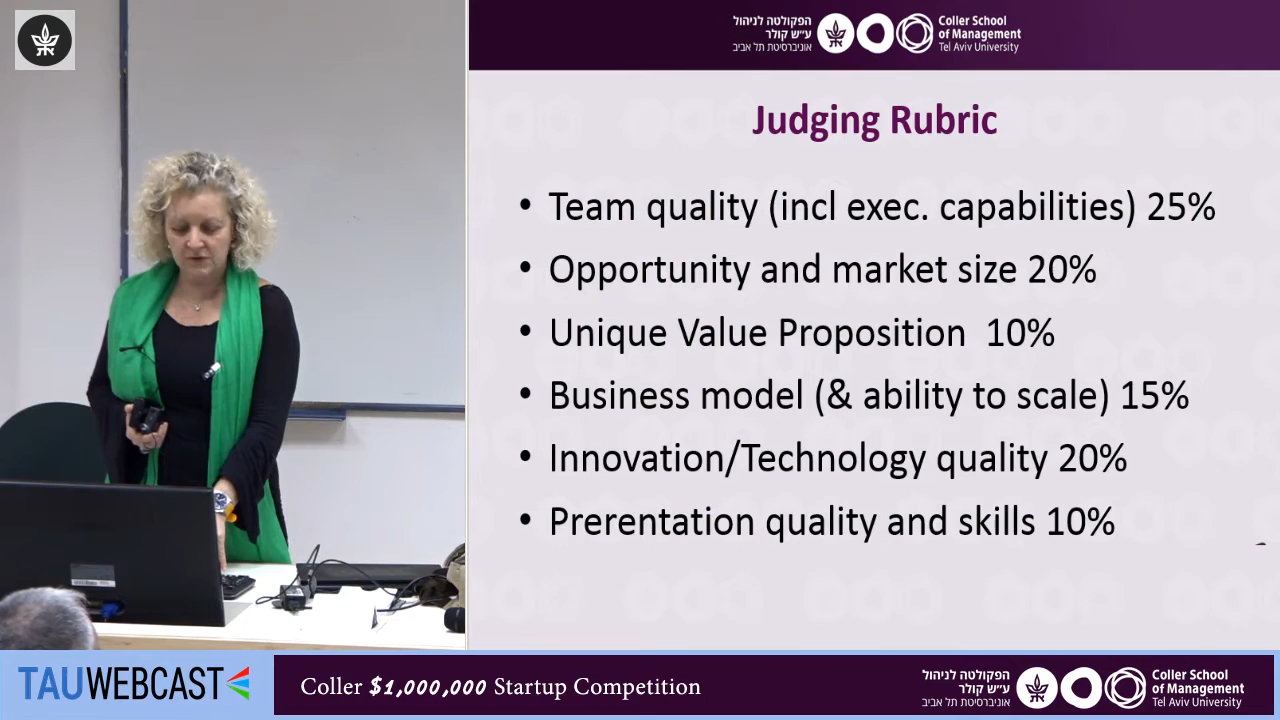 הפקולטה לניהול
ע״ש קולר
אוניברסיטת תל אביב
Coller School
of Management
Tel Aviv University
Judging Rubric
• Team quality (incl exec. capabilities) 25%
• Opportunity and market size 20%
• Unique Value Proposition 10%
• Business model (& ability to scale) 15%
• Innovation/Technology quality 20%
• Prerentation quality and skills 10%
TAUWEBCAST
Coller $1,000,000 Startup Competition
הפקולטה לניהול
ע״ש קולר
אוניברסיטת תל אביב
Coller School
of Management
Tel Aviv University